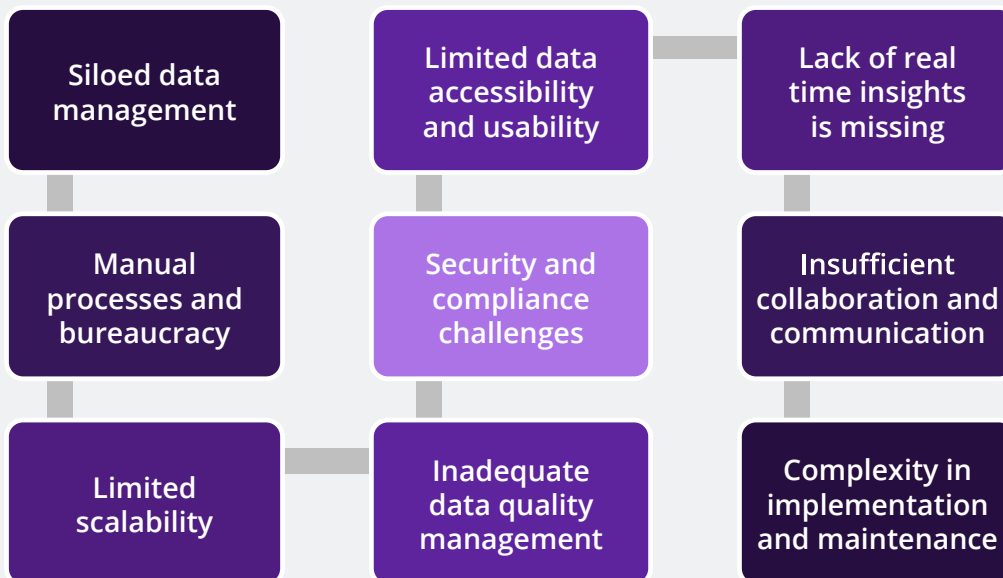 Siloed data
management
Manual
processes and
bureaucracy
Limited
scalability
Inadequate
data quality
management
Security and
compliance
challenges
Limited data
accessibility
and usability
Lack of real
time insights
is missing
Insufficient
collaboration and
communication
Complexity in
implementation
and maintenance